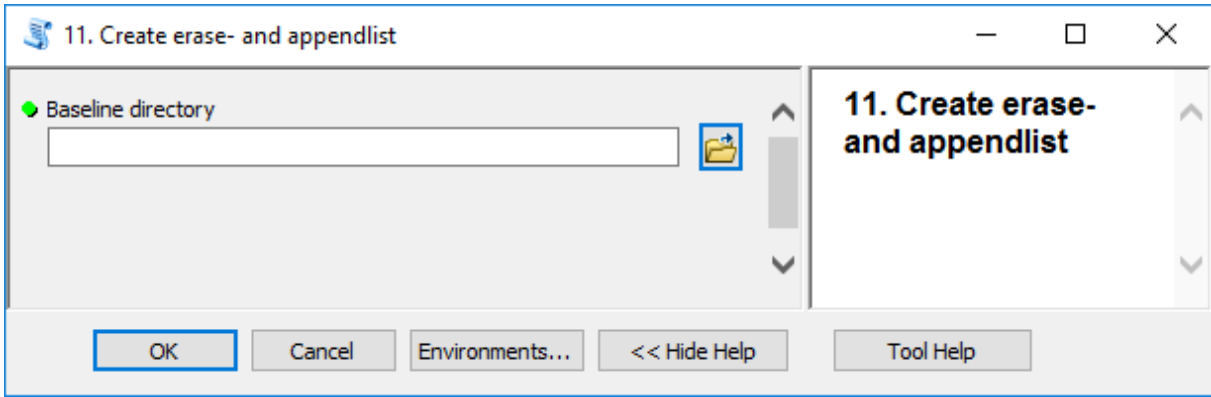 11. Create erase- and appendlist
Baseline directory
11. Create erase-
and appendlist
OK
Cancel
Environments...
<< Hide Help
Tool Help